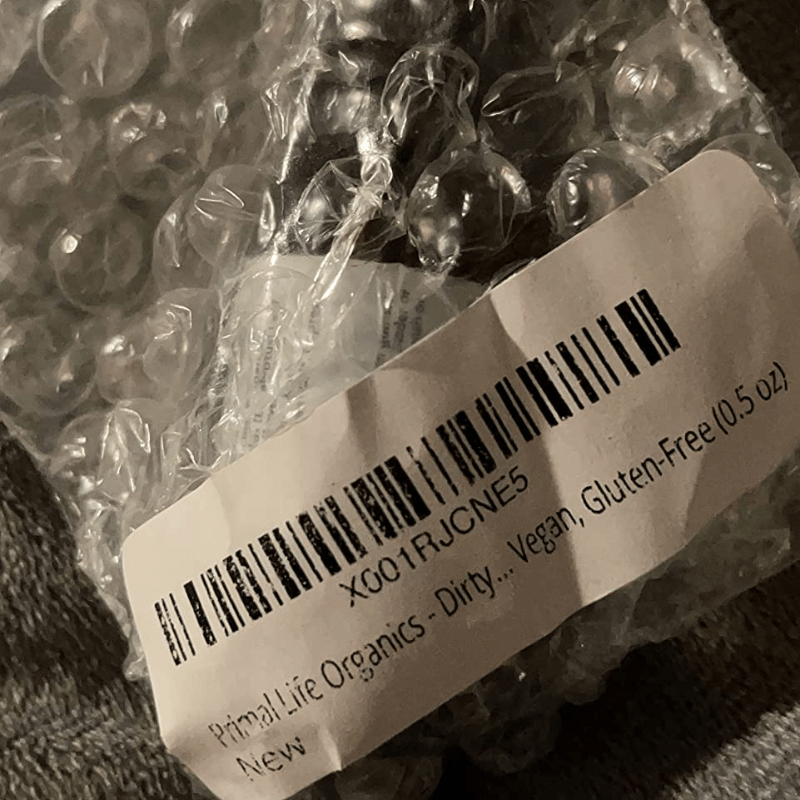 X001RJCNE5
Primal Life Organics - Dirty... Vegan, Gluten-Free (0.5 oz)
New